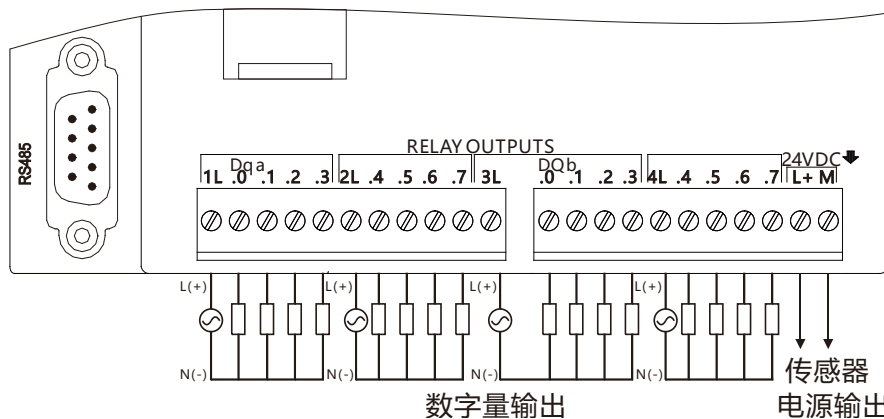 RS485
RELAY OUTPUTS
Dqa DQb 24VDC
1L .0 .1 .2 .3 2L .4 .5 .6 .7 3L .0 .1 .2 .3 4L .4 .5 .6 .7 L+ M
L(+) L(+) L(+) L(+)
N(-) N(-) N(-) N(-)
传感器
数字量输出 电源输出